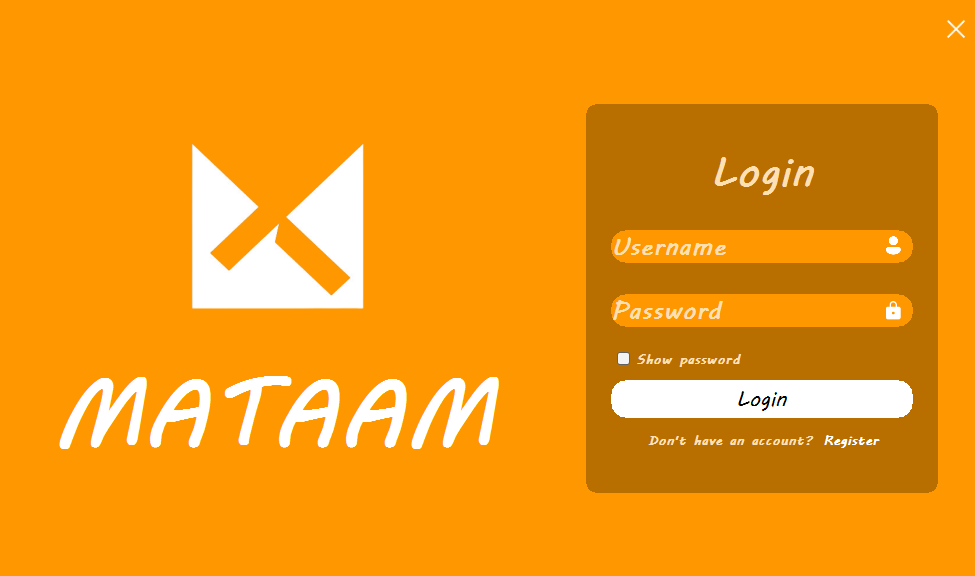 MATAAM
Login
Username
Password
Show password
Login
Don't have an account? Register